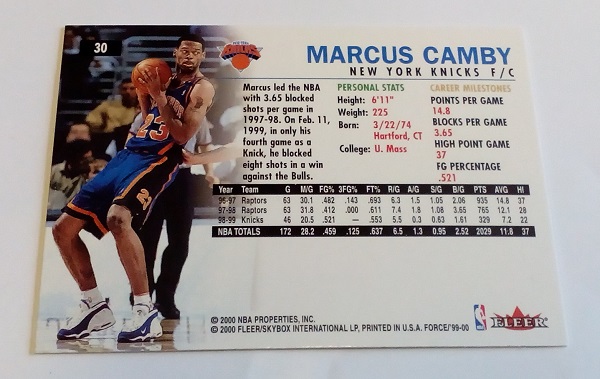 30
NEW YORK
KNICKS
MARCUS CAMBY
NEW YORK KNICKS F/C
Marcus led the NBA
with 3.65 blocked
shots per game in
1997-98. On Feb. 11,
1999, in only his
fourth game as a
Knick, he blocked
eight shots in a win
against the Bulls.
PERSONAL STATS
Height: 6'11"
Weight: 225
Born: 3/22/74
Hartford, CT
College: U. Mass
CAREER MILESTONES
POINTS PER GAME
14.8
BLOCKS PER GAME
3.65
HIGH POINT GAME
37
FG PERCENTAGE
.521
Year Team G M/G FG% 3FG% FT% R/G A/G S/G B/G PTS AVG HI
96-97 Raptors 63 30.1 .482 .143 .693 6.3 1.5 1.05 2.06 935 14.8 37
97-98 Raptors 63 31.8 .412 .000 .611 7.4 1.8 1.08 3.65 765 12.1 28
98-99 Knicks 46 20.5 .521 — .553 5.5 0.3 0.63 1.61 329 7.2 22
NBA TOTALS 172 28.2 .459 .125 .637 6.5 1.3 0.95 2.52 2029 11.8 37
23
23
© 2000 NBA PROPERTIES, INC.
© 2000 FLEER/SKYBOX INTERNATIONAL LP, PRINTED IN U.S.A. FORCE/'99-00
FLEER